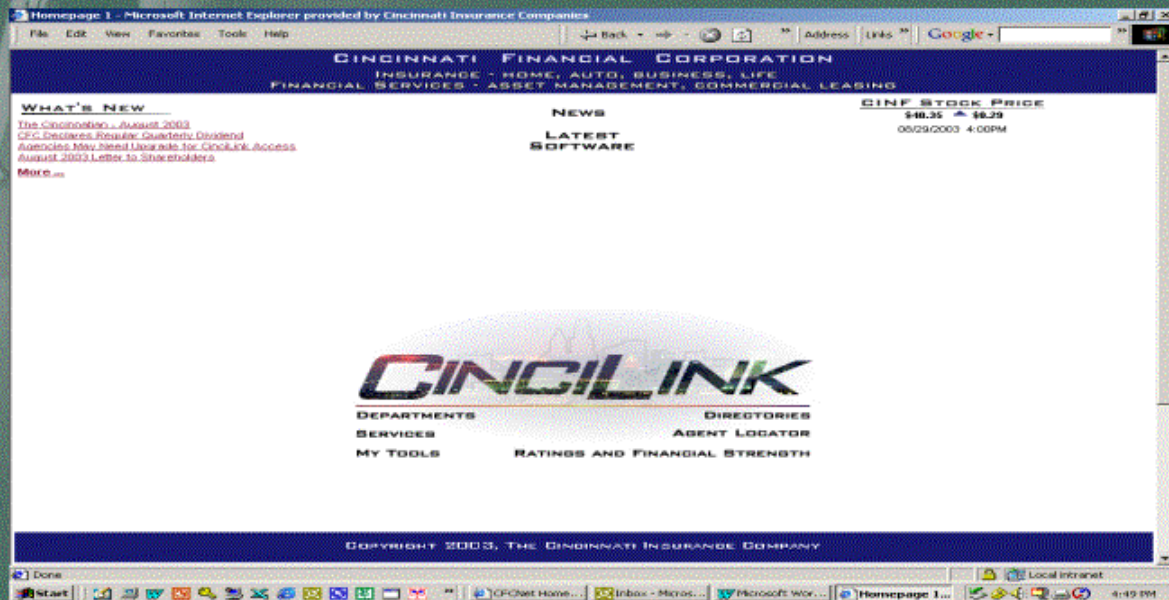 Homepage 1 - Microsoft Internet Explorer provided by Cincinnati Insurance Companies
File Edit View Favorites Tools Help
Back Address Links Google
CINCINNATI FINANCIAL CORPORATION
INSURANCE - HOME, AUTO, BUSINESS, LIFE
FINANCIAL SERVICES - ASSET MANAGEMENT, COMMERCIAL LEASING
WHAT'S NEW
The Cincinnatian - August 2003
CFC Declares Regular Quarterly Dividend
Agencies May Need Upgrade for CinciLink Access
August 2003 Letter to Shareholders
More ...
NEWS
LATEST
SOFTWARE
CINF STOCK PRICE
$40.35 $0.29
08/29/2003 4:00PM
CINCILINK
DEPARTMENTS DIRECTORIES
SERVICES AGENT LOCATOR
MY TOOLS RATINGS AND FINANCIAL STRENGTH
COPYRIGHT 2003, THE CINCINNATI INSURANCE COMPANY
Done Local intranet
Start CFCNet Home... Inbox - Micros... Microsoft Wor... Homepage 1... 4:49 PM